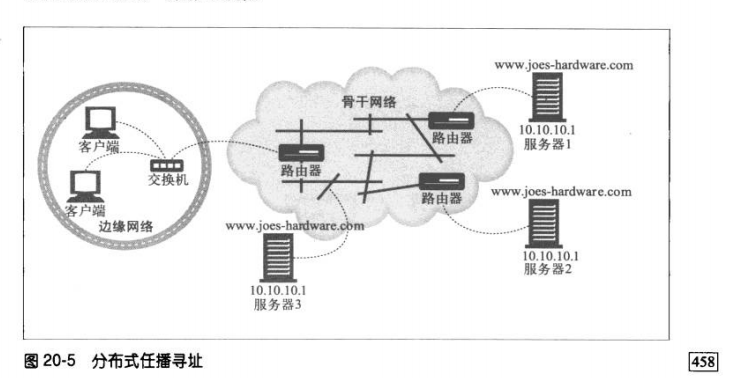 www.joes-hardware.com
骨干网络
客户端
路由器
10.10.10.1
服务器1
交换机
路由器
客户端
路由器
www.joes-hardware.com
边缘网络
www.joes-hardware.com
10.10.10.1
服务器2
10.10.10.1
服务器3
图 20-5 分布式任播寻址
458